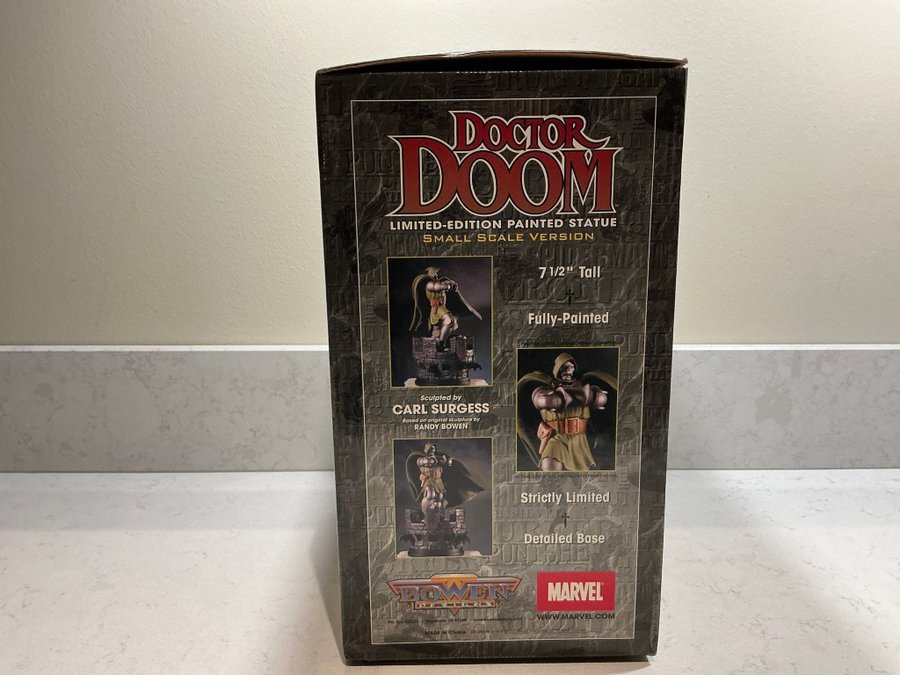 DOCTOR
DOOM
LIMITED-EDITION PAINTED STATUE
SMALL SCALE VERSION
7 1/2" Tall
Fully-Painted
Sculpted by
CARL SURGESS
Based on original sculpture by
RANDY BOWEN
Strictly Limited
Detailed Base
BOWEN
DESIGNS
MARVEL
WWW.MARVEL.COM
MADE IN CHINA
PUNISHE